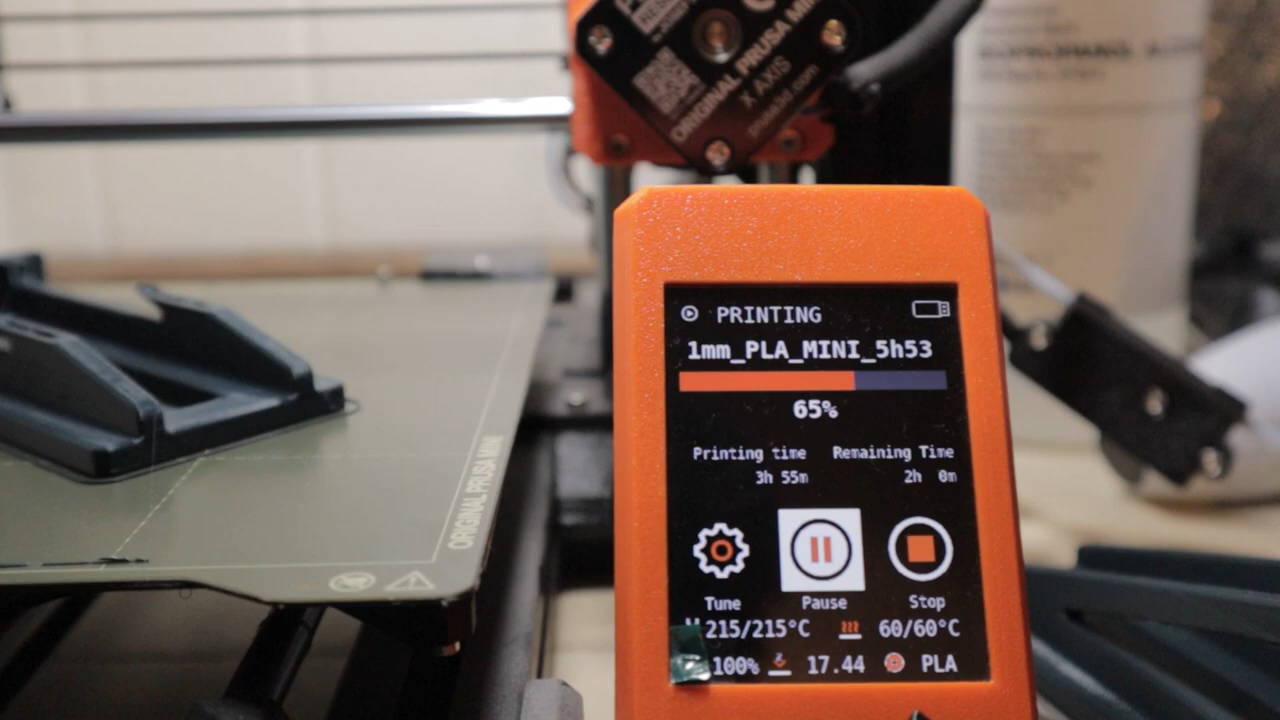 ORIGINAL PRUSA MINI
X AXIS
prusa3d.com
ISOPROPANOL
ORIGINAL PRUSA MINI
PRINTING
1mm_PLA_MINI_5h53
65%
Printing time Remaining Time
3h 55m 2h 0m
Tune Pause Stop
215/215°C 60/60°C
100% 17.44 PLA